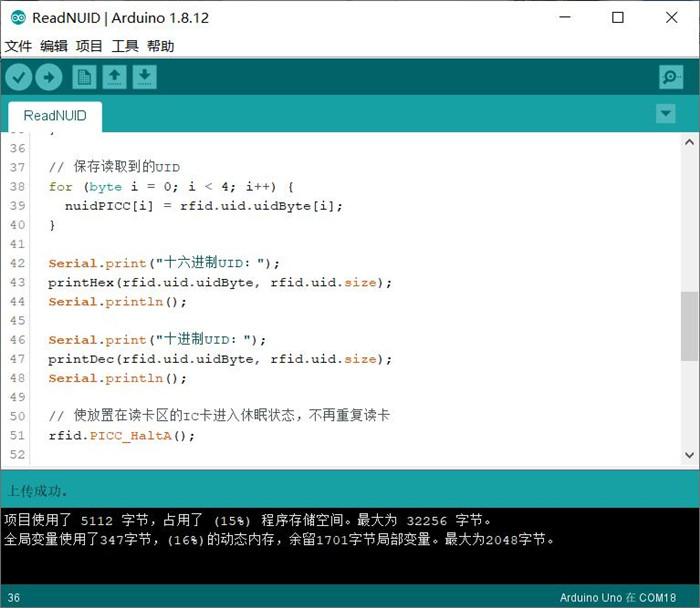 ReadNUID | Arduino 1.8.12
文件 编辑 项目 工具 帮助
ReadNUID
36
37 // 保存读取到的UID
38 for (byte i = 0; i < 4; i++) {
39 nuidPICC[i] = rfid.uid.uidByte[i];
40 }
41
42 Serial.print("十六进制UID：");
43 printHex(rfid.uid.uidByte, rfid.uid.size);
44 Serial.println();
45
46 Serial.print("十进制UID：");
47 printDec(rfid.uid.uidByte, rfid.uid.size);
48 Serial.println();
49
50 // 使放置在读卡区的IC卡进入休眠状态，不再重复读卡
51 rfid.PICC_HaltA();
52
上传成功。
项目使用了 5112 字节，占用了 (15%) 程序存储空间。最大为 32256 字节。
全局变量使用了347字节，(16%)的动态内存，余留1701字节局部变量。最大为2048字节。
36 Arduino Uno 在 COM18